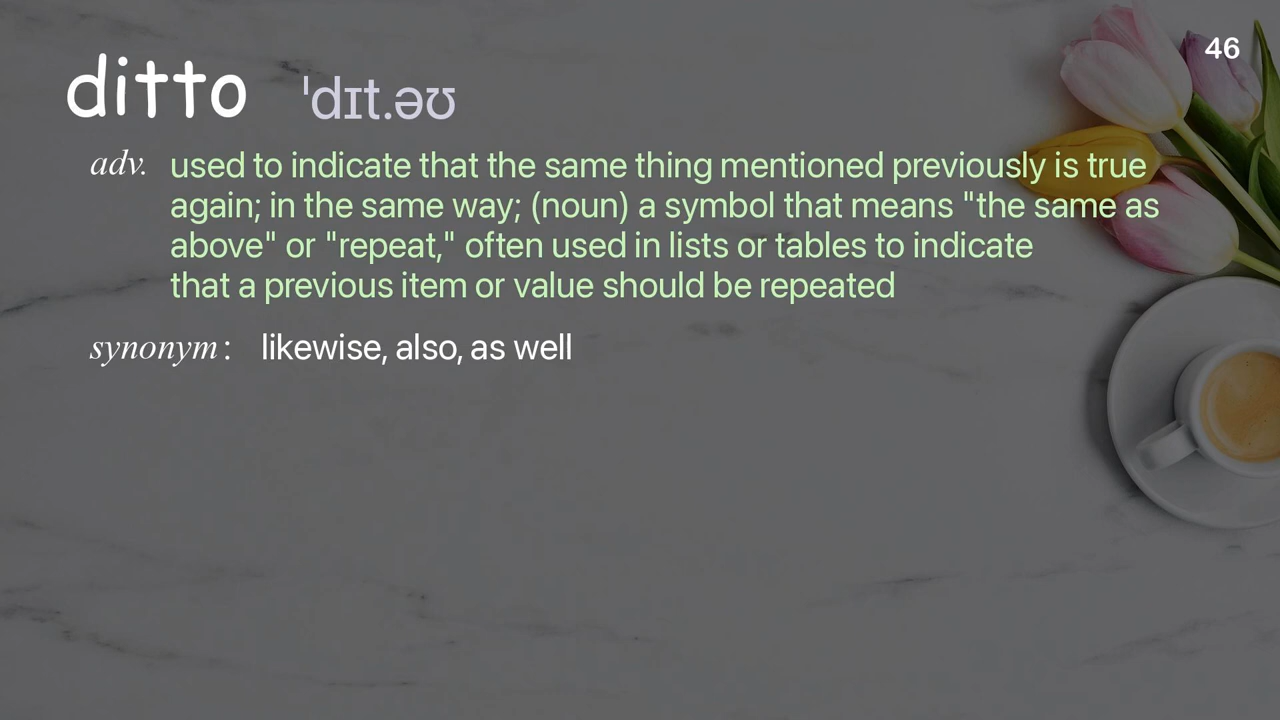 46
ditto ˈdɪt.əʊ
adv. used to indicate that the same thing mentioned previously is true
again; in the same way; (noun) a symbol that means "the same as
above" or "repeat," often used in lists or tables to indicate
that a previous item or value should be repeated
synonym: likewise, also, as well